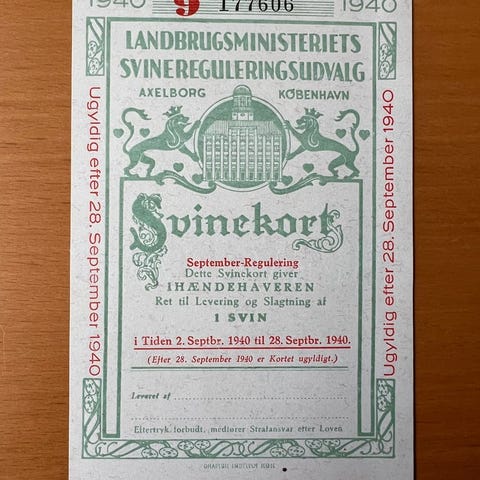 1940 9 177606 1940
LANDBRUGSMINISTERIETS
SVINEREGULERINGSUDVALG
AXELBORG KØBENHAVN
Ugyldig efter 28. September 1940
Ugyldig efter 28. September 1940
Svinekort
September-Regulering
Dette Svinekort giver
IHÆNDEHAVEREN
Ret til Levering og Slagtning af
1 SVIN
i Tiden 2. Septbr. 1940 til 28. Septbr. 1940.
(Efter 28. September 1940 er Kortet ugyldigt.)
Leveret af
Eftertryk forbudt, medfører Strafansvar efter Loven.